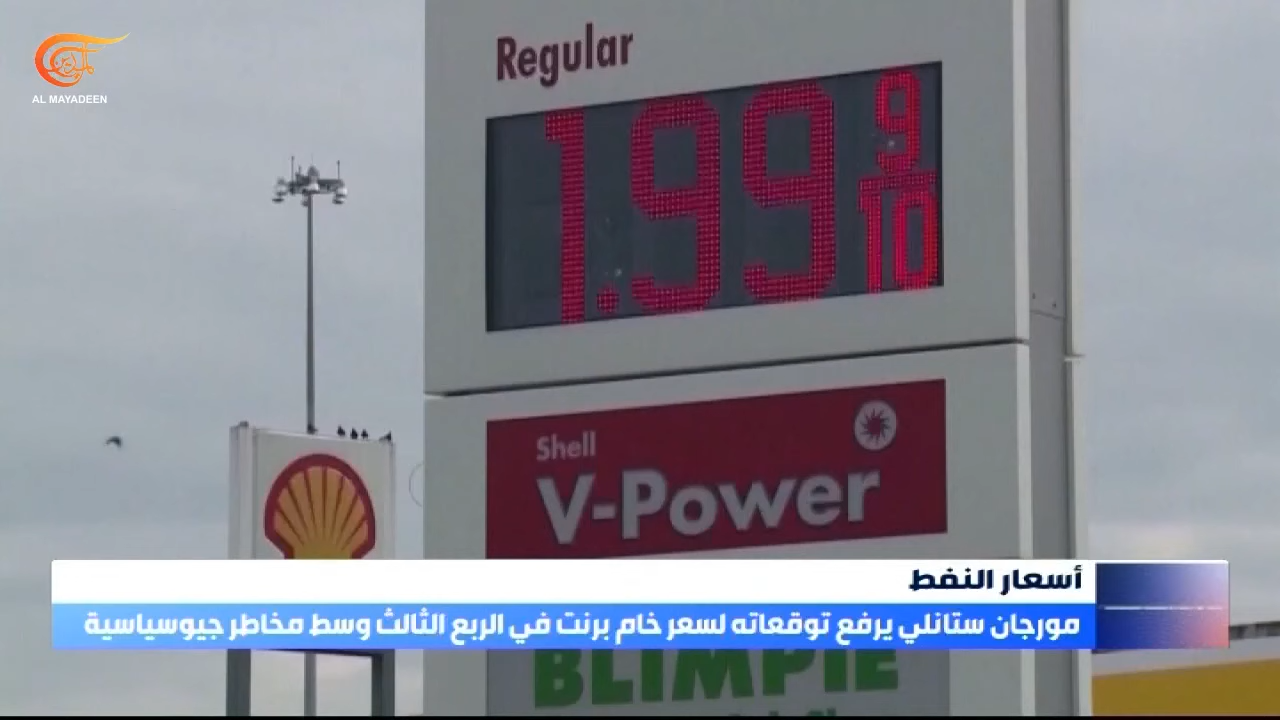 AL MAYADEEN
Regular
1.99 9/10
Shell
V-Power
أسعار النفط
مورجان ستانلي يرفع توقعاته لسعر خام برنت في الربع الثالث وسط مخاطر جيوسياسية
BLIMPIE